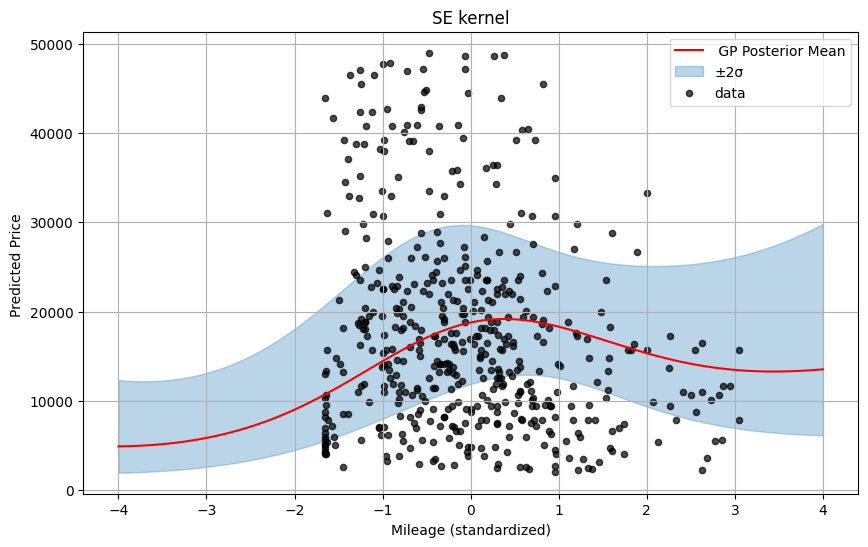 SE kernel
GP Posterior Mean
±2σ
data
Predicted Price
50000
40000
30000
20000
10000
0
−4 −3 −2 −1 0 1 2 3 4
Mileage (standardized)